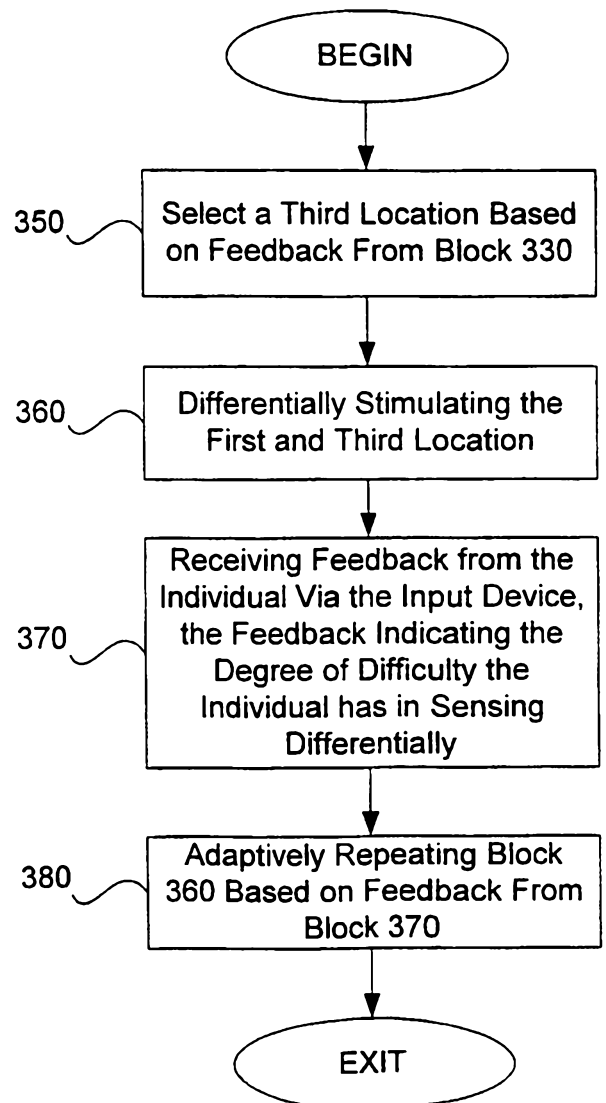 BEGIN
350
Select a Third Location Based
on Feedback From Block 330
360
Differentially Stimulating the
First and Third Location
370
Receiving Feedback from the
Individual Via the Input Device,
the Feedback Indicating the
Degree of Difficulty the
Individual has in Sensing
Differentially
380
Adaptively Repeating Block
360 Based on Feedback From
Block 370
EXIT